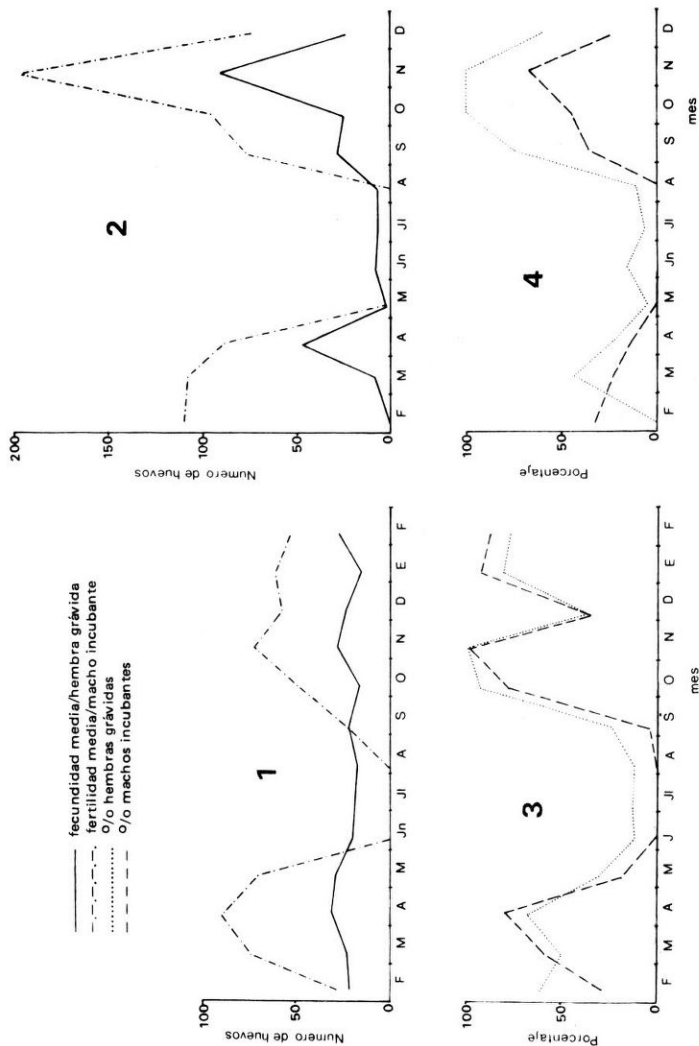 fecundidad media/hembra grávida
fertilidad media/macho incubante
º/o hembras grávidas
º/o machos incubantes
1
Numero de huevos
100
50
0
F M A M Jn Jl A S O N D E F
2
Numero de huevos
200
150
100
50
0
F M A M Jn Jl A S O N D
3
Porcentaje
100
50
0
F M A M J Jl A S O N D E F
mes
4
Porcentaje
100
50
0
F M A M Jn Jl A S O N D
mes